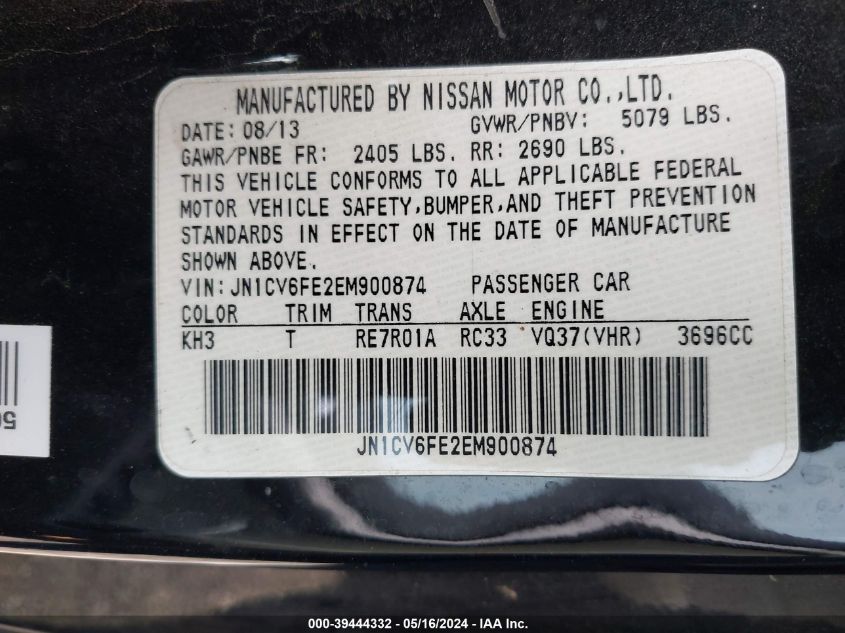 MANUFACTURED BY NISSAN MOTOR CO.,LTD.
DATE: 08/13 GVWR/PNBV: 5079 LBS.
GAWR/PNBE FR: 2405 LBS. RR: 2690 LBS.
THIS VEHICLE CONFORMS TO ALL APPLICABLE FEDERAL
MOTOR VEHICLE SAFETY,BUMPER,AND THEFT PREVENTION
STANDARDS IN EFFECT ON THE DATE OF MANUFACTURE
SHOWN ABOVE.
VIN: JN1CV6FE2EM900874 PASSENGER CAR
COLOR TRIM TRANS AXLE ENGINE
KH3 T RE7R01A RC33 VQ37(VHR) 3696CC
JN1CV6FE2EM900874
000-39444332 - 05/16/2024 - IAA Inc.